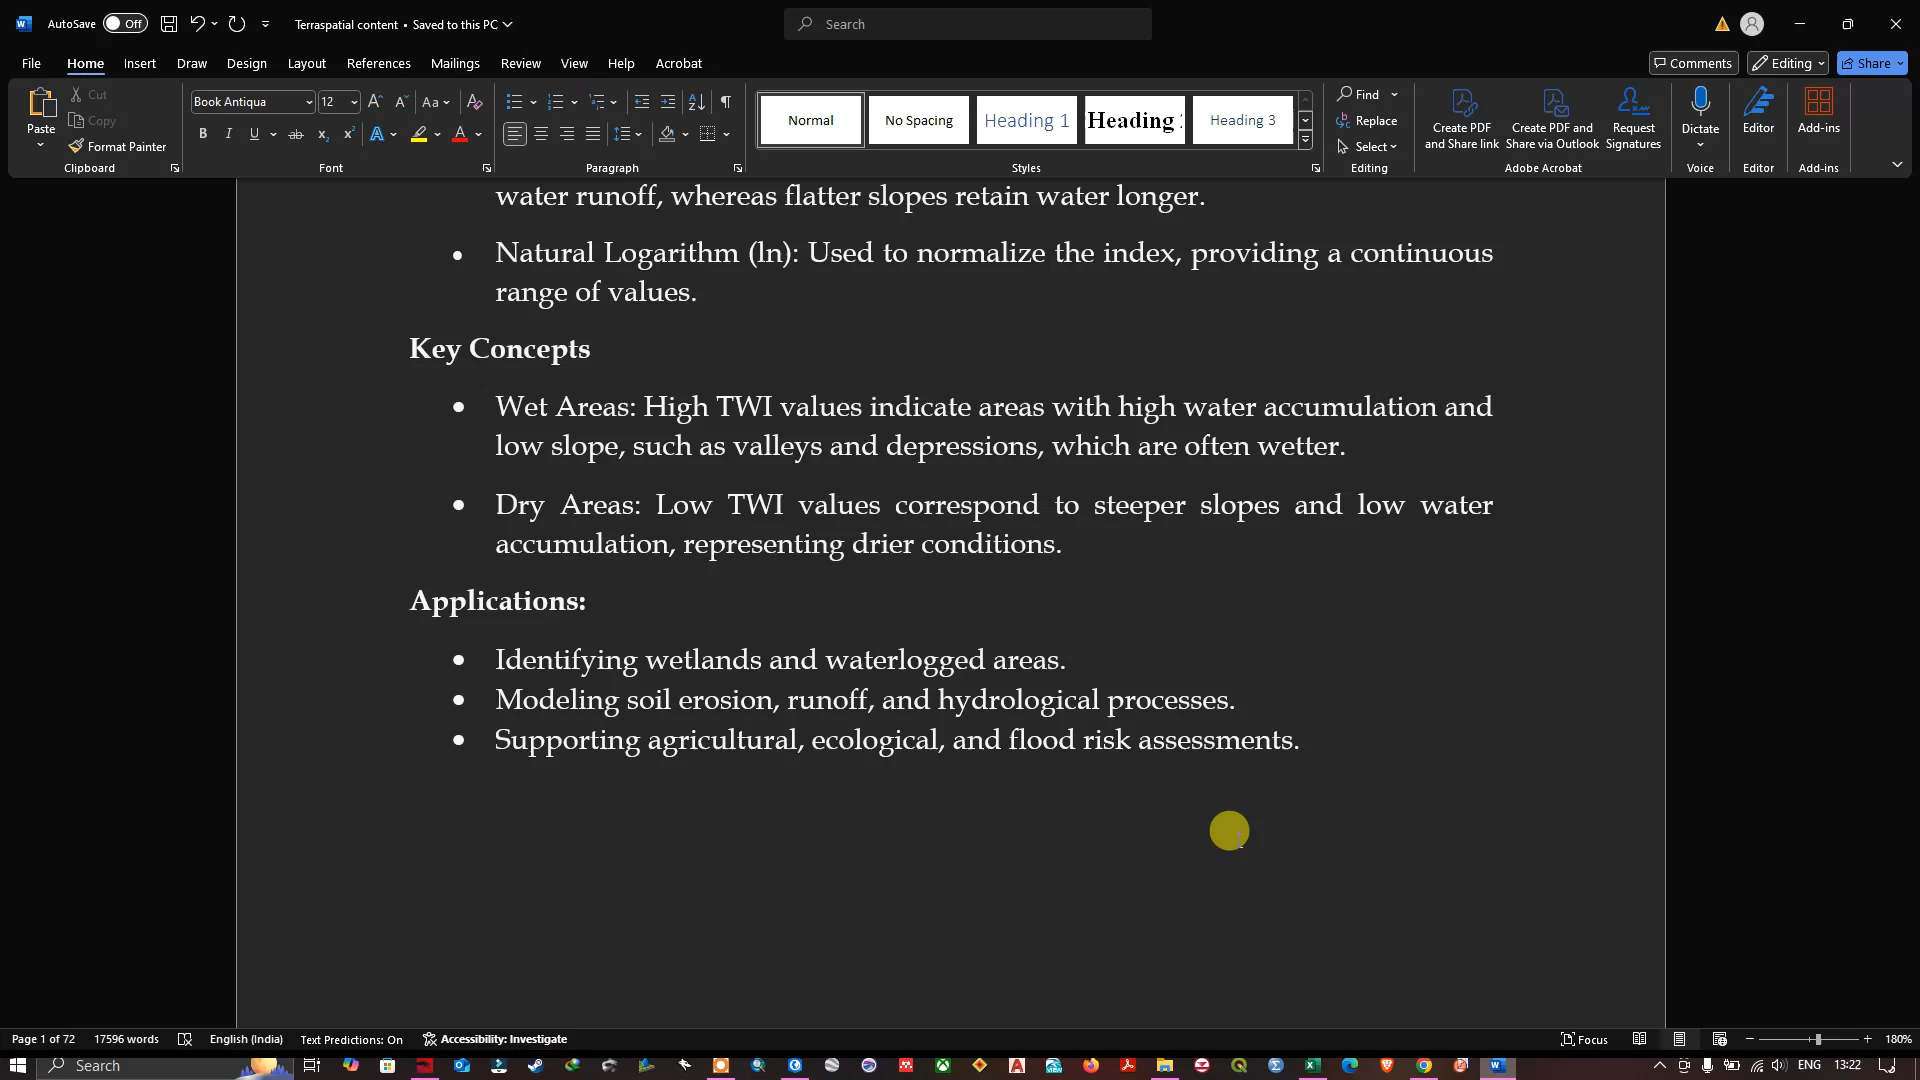 AutoSave Off Terraspatial content • Saved to this PC Search
File Home Insert Draw Design Layout References Mailings Review View Help Acrobat Comments Editing Share
Paste Cut Copy Format Painter Clipboard
Book Antiqua 12 Aa B I U ab x₂ x² A A Font
Paragraph
Normal No Spacing Heading 1 Heading Heading 3 Styles
Find Replace Select Editing
Create PDF and Share link Create PDF and Share via Outlook Request Signatures Adobe Acrobat
Dictate Voice Editor Editor Add-ins Add-ins
water runoff, whereas flatter slopes retain water longer.
• Natural Logarithm (ln): Used to normalize the index, providing a continuous
range of values.
Key Concepts
• Wet Areas: High TWI values indicate areas with high water accumulation and
low slope, such as valleys and depressions, which are often wetter.
• Dry Areas: Low TWI values correspond to steeper slopes and low water
accumulation, representing drier conditions.
Applications:
• Identifying wetlands and waterlogged areas.
• Modeling soil erosion, runoff, and hydrological processes.
• Supporting agricultural, ecological, and flood risk assessments.
Page 1 of 72 17596 words English (India) Text Predictions: On Accessibility: Investigate Focus 180%
Search ENG 13:22